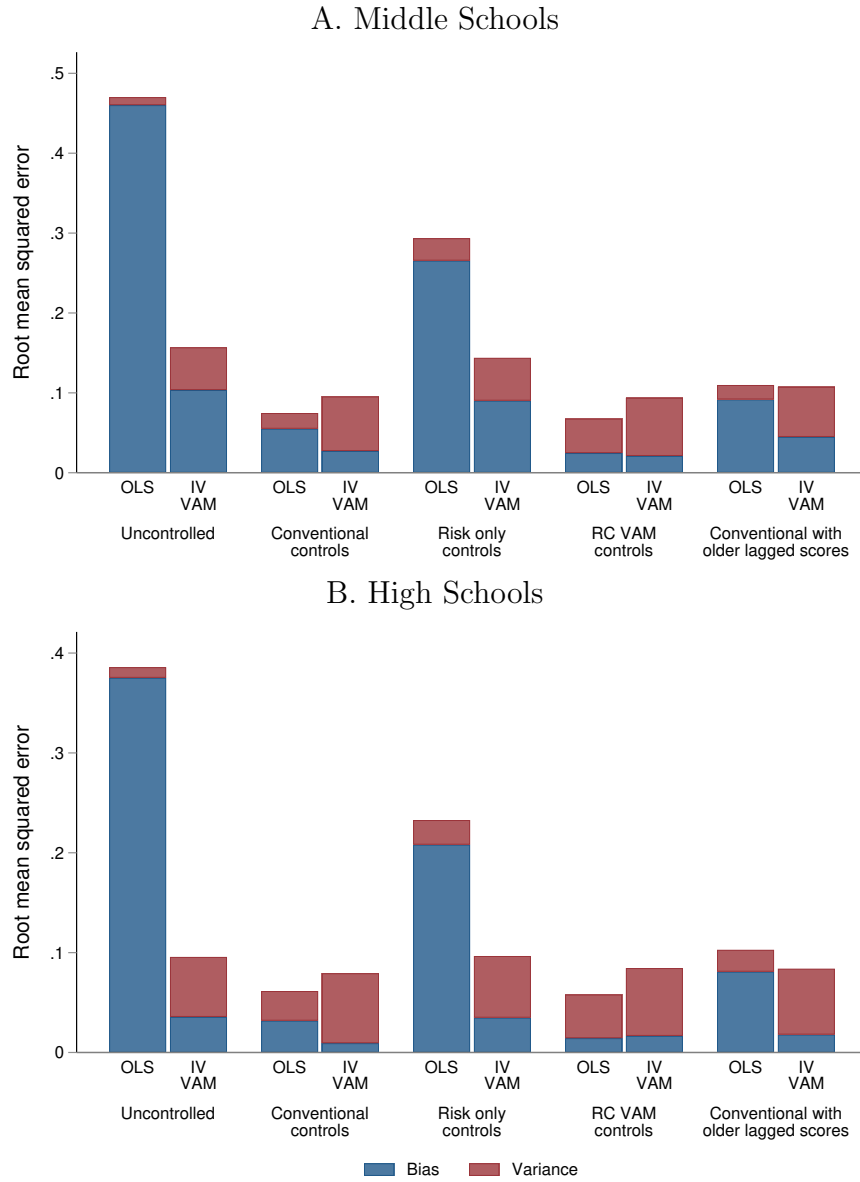 A. Middle Schools
Root mean squared error
.5
.4
.3
.2
.1
0
OLS IV VAM OLS IV VAM OLS IV VAM OLS IV VAM OLS IV VAM
Uncontrolled
Conventional controls
Risk only controls
RC VAM controls
Conventional with older lagged scores
B. High Schools
Root mean squared error
.4
.3
.2
.1
0
OLS IV VAM OLS IV VAM OLS IV VAM OLS IV VAM OLS IV VAM
Uncontrolled
Conventional controls
Risk only controls
RC VAM controls
Conventional with older lagged scores
Bias Variance